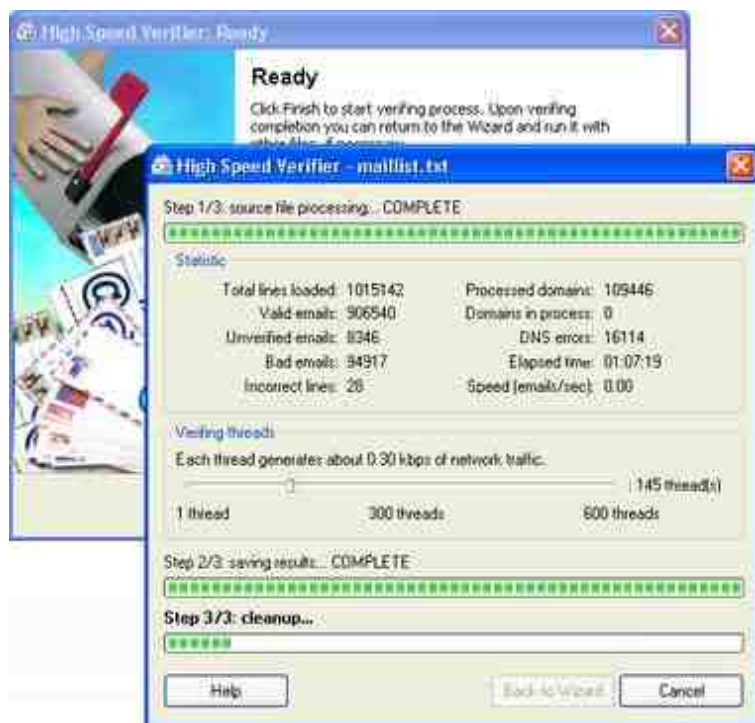 High Speed Verifier: Ready
Ready
Click Finish to start verifing process. Upon verifing
completion you can return to the Wizard and run it with
High Speed Verifier - maillist.txt
Step 1/3: source file processing... COMPLETE
Statistic
Total lines loaded: 1015142 Processed domains: 109446
Valid emails: 906540 Domains in process: 0
Unverified emails: 8346 DNS errors: 16114
Bad emails: 94917 Elapsed time: 01:07:19
Incorrect lines: 28 Speed (emails/sec): 0.00
Verifing threads
Each thread generates about 0.30 kbps of network traffic.
145 thread(s)
1 thread 300 threads 600 threads
Step 2/3: saving results... COMPLETE
Step 3/3: cleanup...
Help Back to Wizard Cancel